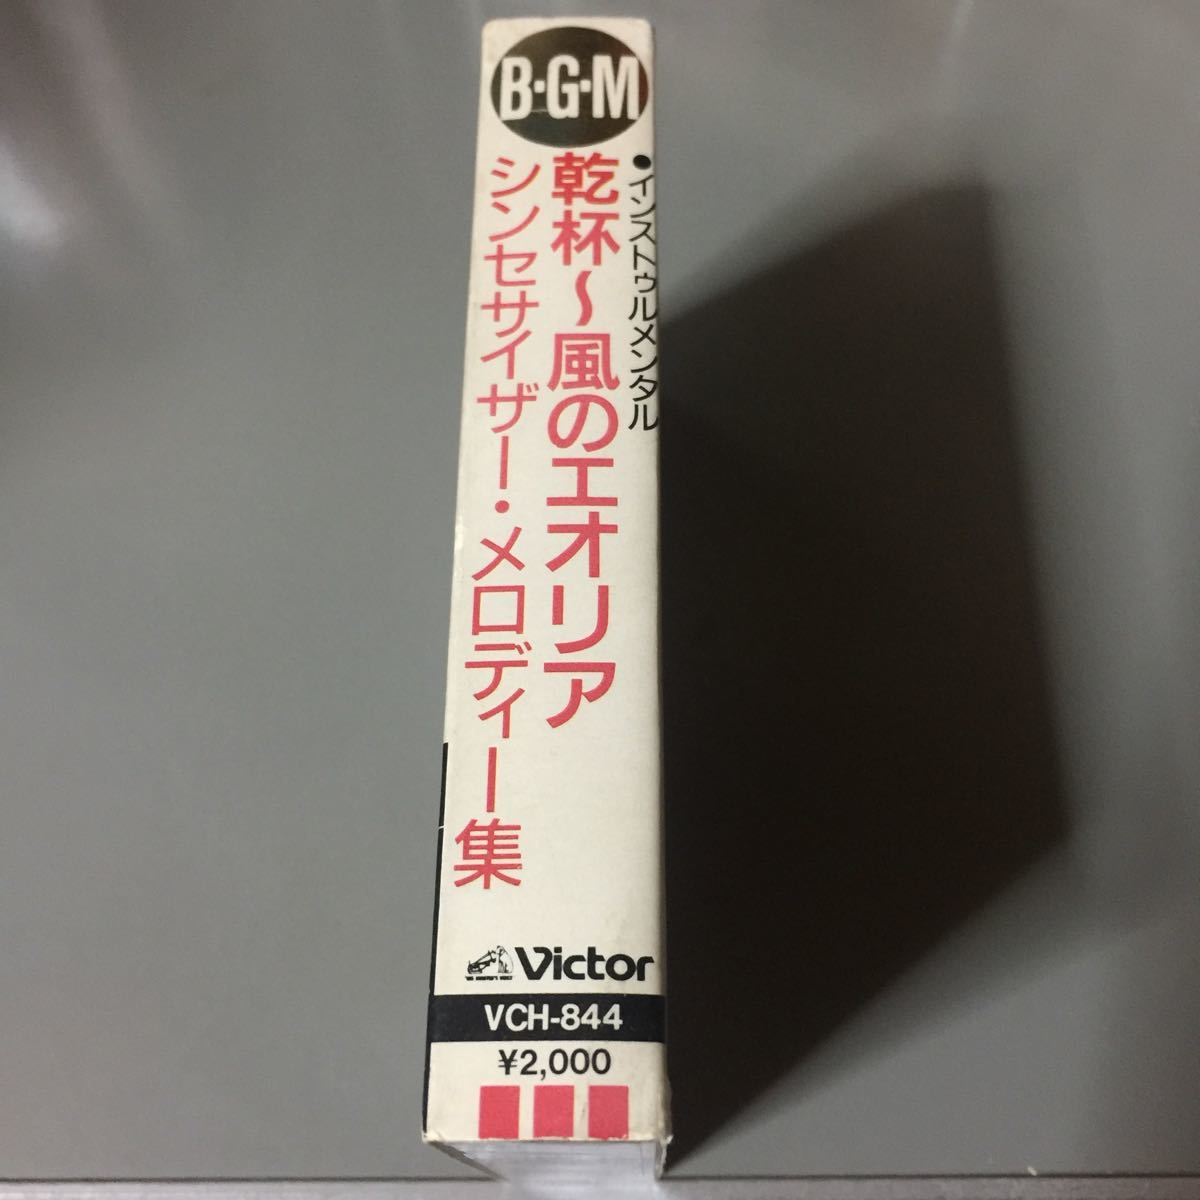 B·G·M
●インストゥルメンタル
乾杯〜風のエオリア
シンセサイザー・メロディー集
Victor
VCH-844
¥2,000